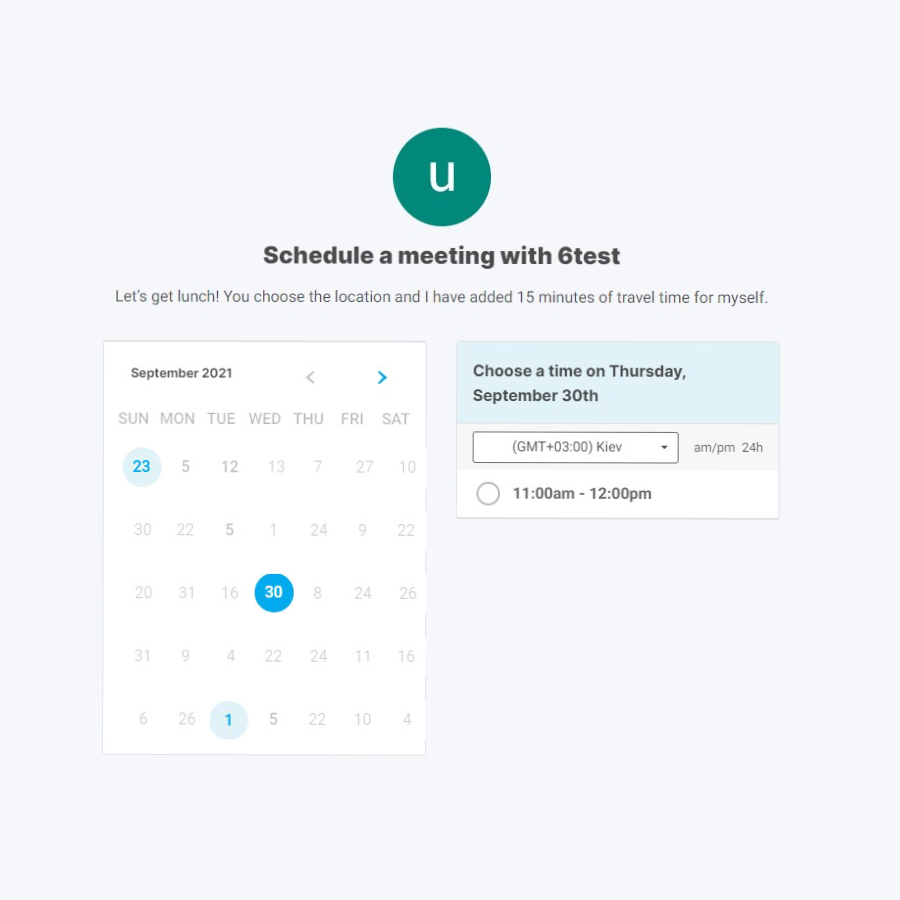 u
Schedule a meeting with 6test
Let's get lunch! You choose the location and I have added 15 minutes of travel time for myself.
September 2021
SUN MON TUE WED THU FRI SAT
23 5 12 13 7 27 10
30 22 5 1 24 9 22
20 31 16 30 8 24 26
31 9 4 22 24 11 16
6 26 1 5 22 10 4
Choose a time on Thursday,
September 30th
(GMT+03:00) Kiev am/pm 24h
11:00am - 12:00pm